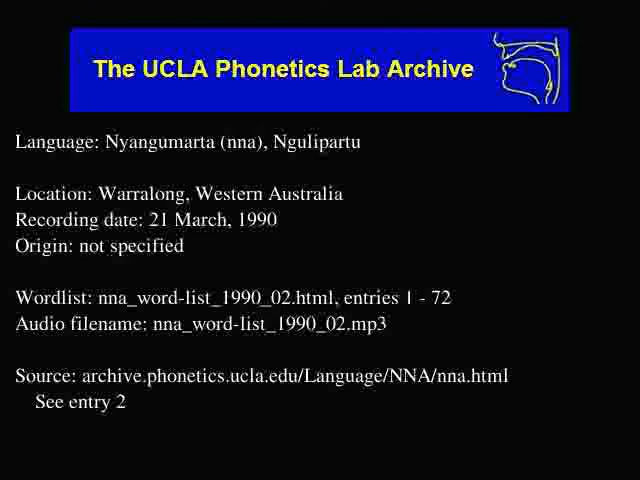 The UCLA Phonetics Lab Archive
Language: Nyangumarta (nna), Ngulipartu
Location: Warralong, Western Australia
Recording date: 21 March, 1990
Origin: not specified
Wordlist: nna_word-list_1990_02.html, entries 1 - 72
Audio filename: nna_word-list_1990_02.mp3
Source: archive.phonetics.ucla.edu/Language/NNA/nna.html
See entry 2